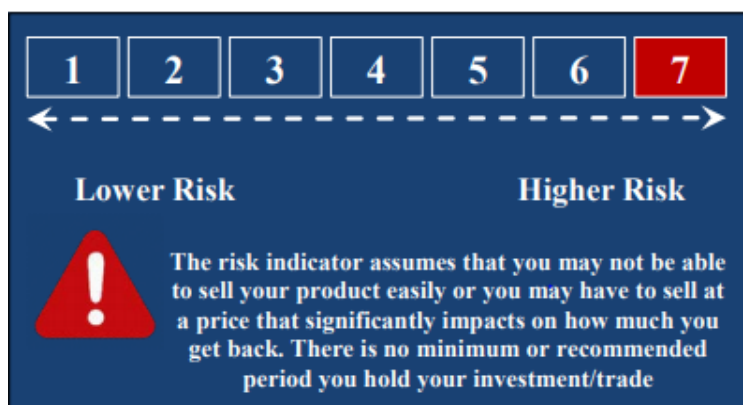 1 2 3 4 5 6 7
Lower Risk Higher Risk
!
The risk indicator assumes that you may not be able
to sell your product easily or you may have to sell at
a price that significantly impacts on how much you
get back. There is no minimum or recommended
period you hold your investment/trade